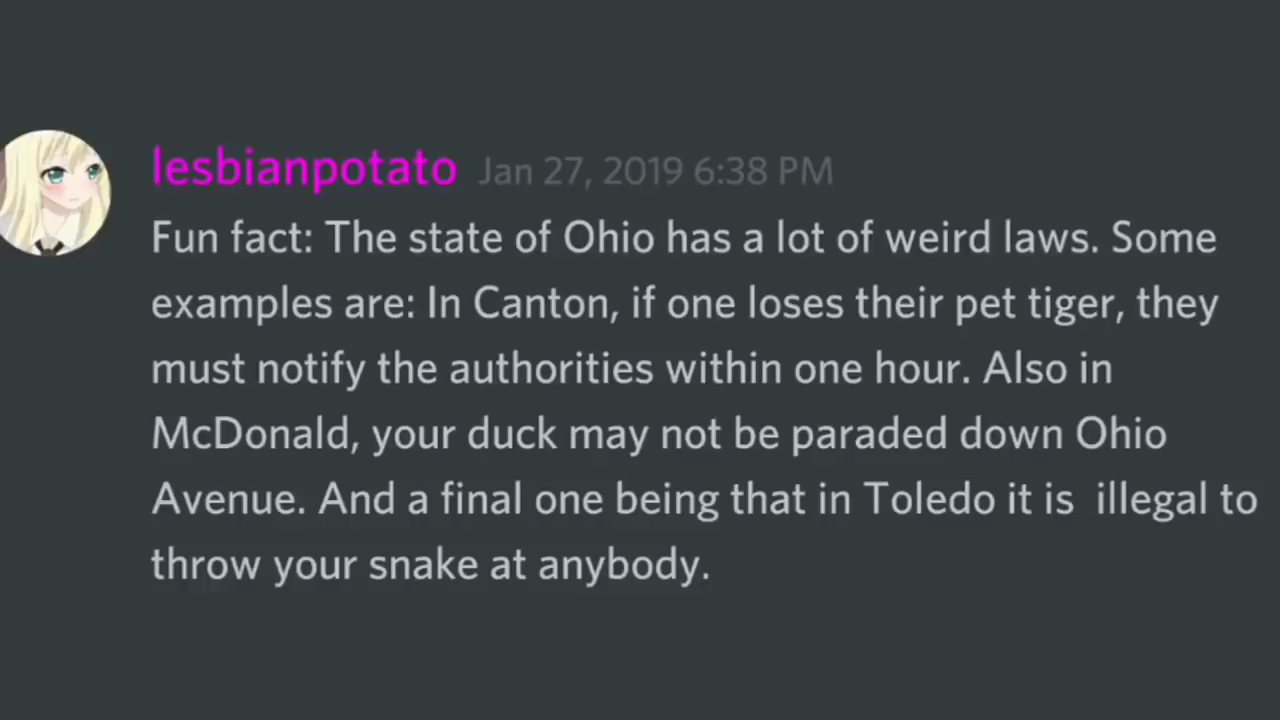 lesbianpotato Jan 27, 2019 6:38 PM
Fun fact: The state of Ohio has a lot of weird laws. Some
examples are: In Canton, if one loses their pet tiger, they
must notify the authorities within one hour. Also in
McDonald, your duck may not be paraded down Ohio
Avenue. And a final one being that in Toledo it is  illegal to
throw your snake at anybody.